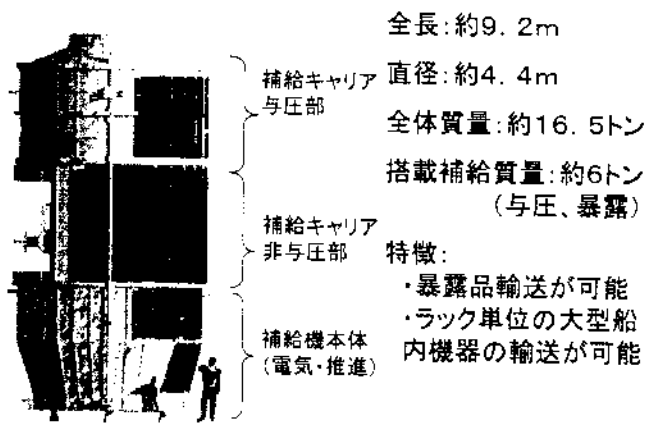 補給キャリア
与圧部
補給キャリア
非与圧部
補給機本体
(電気・推進)
全長:約9.2m
直径:約4.4m
全体質量:約16.5トン
搭載補給質量:約6トン
(与圧、暴露)
特徴:
・暴露品輸送が可能
・ラック単位の大型船
内機器の輸送が可能